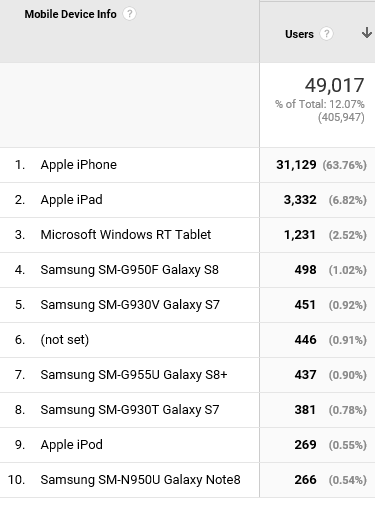 Mobile Device Info ?
Users ?
49,017
% of Total: 12.07%
(405,947)
1. Apple iPhone 31,129 (63.76%)
2. Apple iPad 3,332 (6.82%)
3. Microsoft Windows RT Tablet 1,231 (2.52%)
4. Samsung SM-G950F Galaxy S8 498 (1.02%)
5. Samsung SM-G930V Galaxy S7 451 (0.92%)
6. (not set) 446 (0.91%)
7. Samsung SM-G955U Galaxy S8+ 437 (0.90%)
8. Samsung SM-G930T Galaxy S7 381 (0.78%)
9. Apple iPod 269 (0.55%)
10. Samsung SM-N950U Galaxy Note8 266 (0.54%)